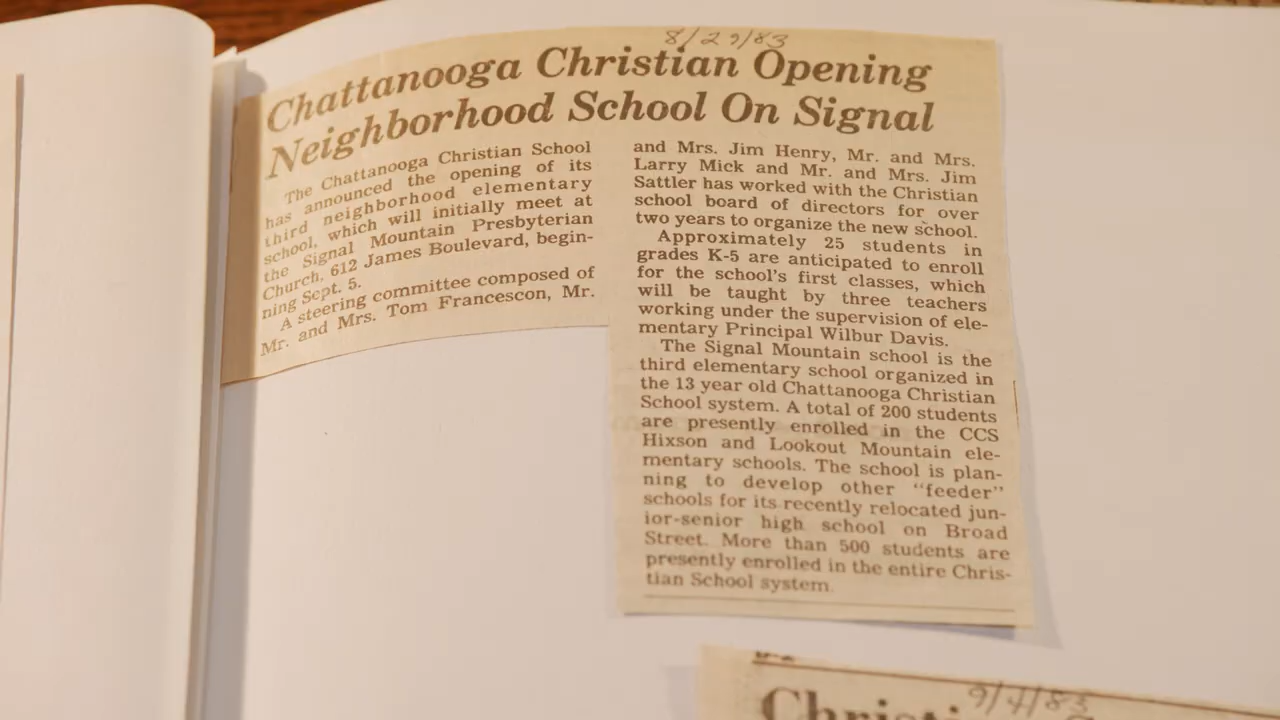 8/29/83
Chattanooga Christian Opening
Neighborhood School On Signal
The Chattanooga Christian School
has announced the opening of its
third neighborhood elementary
school, which will initially meet at
the Signal Mountain Presbyterian
Church, 612 James Boulevard, begin-
ning Sept. 5.
A steering committee composed of
Mr. and Mrs. Tom Francescon, Mr.
and Mrs. Jim Henry, Mr. and Mrs.
Larry Mick and Mr. and Mrs. Jim
Sattler has worked with the Christian
school board of directors for over
two years to organize the new school.
Approximately 25 students in
grades K-5 are anticipated to enroll
for the school's first classes, which
will be taught by three teachers
working under the supervision of ele-
mentary Principal Wilbur Davis.
The Signal Mountain school is the
third elementary school organized in
the 13 year old Chattanooga Christian
School system. A total of 200 students
are presently enrolled in the CCS
Hixson and Lookout Mountain ele-
mentary schools. The school is plan-
ning to develop other "feeder"
schools for its recently relocated jun-
ior-senior high school on Broad
Street. More than 500 students are
presently enrolled in the entire Chris-
tian School system.
9/4/83